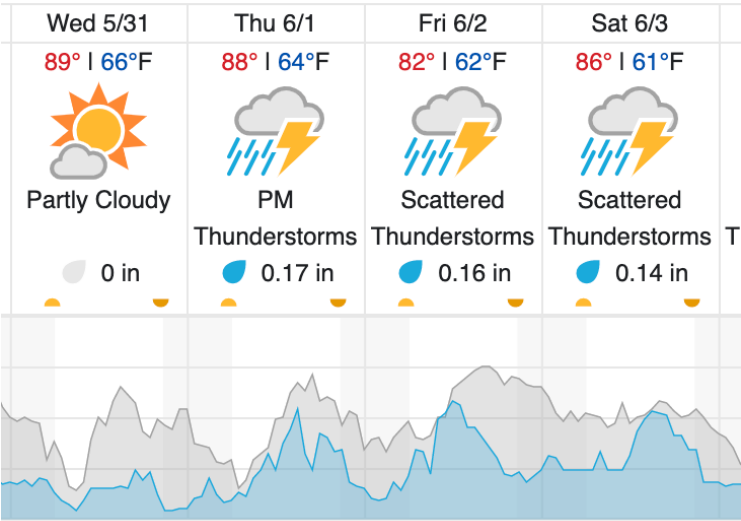 Wed 5/31
Thu 6/1
Fri 6/2
Sat 6/3
89° | 66°F
88° | 64°F
82° | 62°F
86° | 61°F
Partly Cloudy
PM
Thunderstorms
Scattered
Thunderstorms
Scattered
Thunderstorms
T
0 in
0.17 in
0.16 in
0.14 in